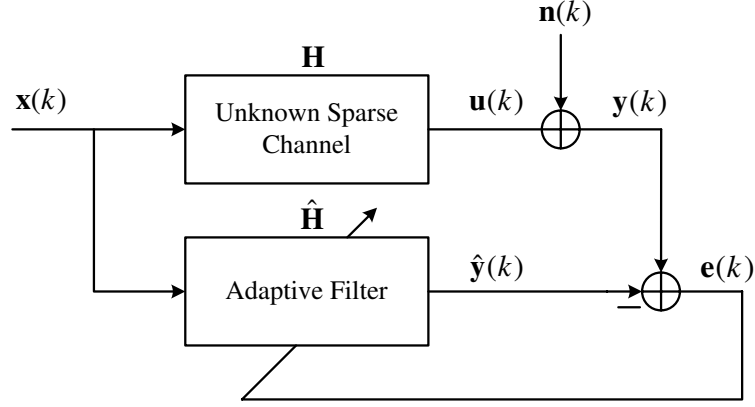 n(k)
H
x(k)
Unknown Sparse
Channel
u(k)
y(k)
Ĥ
Adaptive Filter
ŷ(k)
e(k)